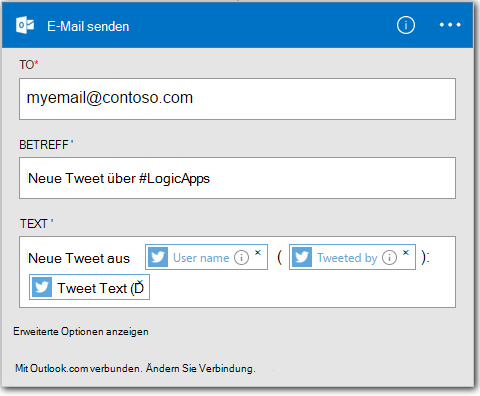 E-Mail senden
TO*
myemail@contoso.com
BETREFF '
Neue Tweet über #LogicApps
TEXT '
Neue Tweet aus User name ( Tweeted by ):
Tweet Text (D
Erweiterte Optionen anzeigen
Mit Outlook.com verbunden. Ändern Sie Verbindung.